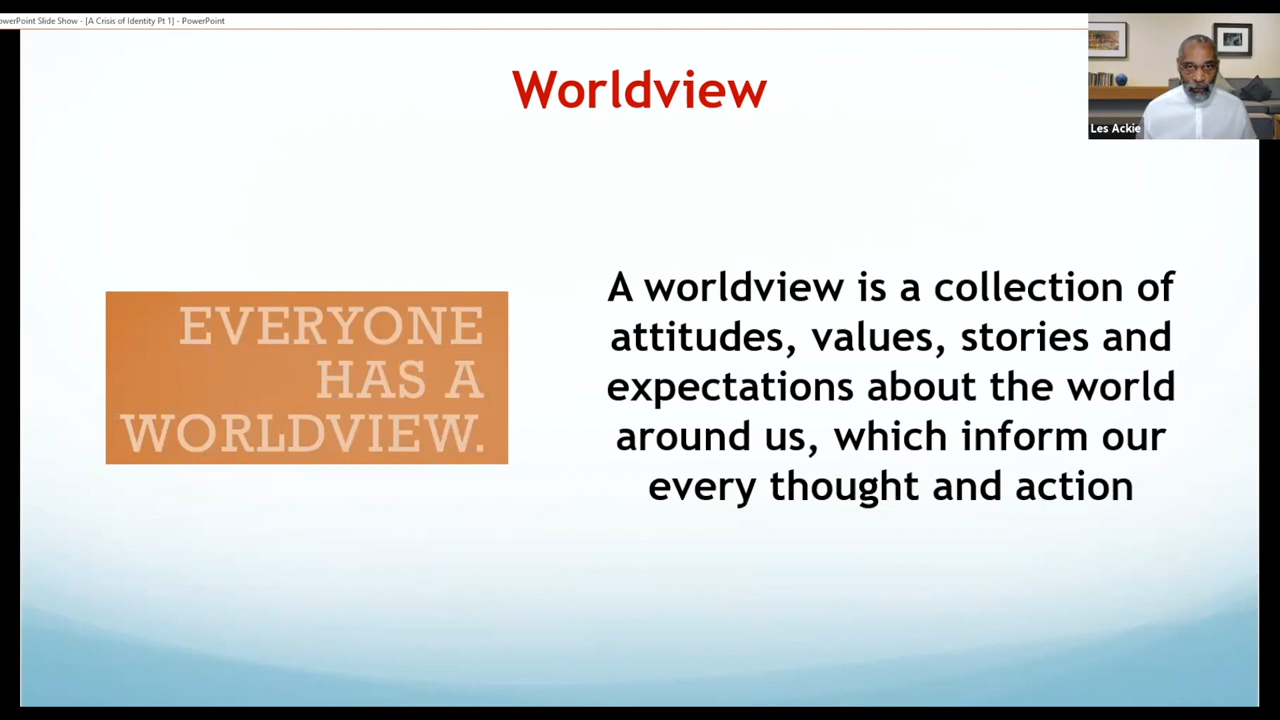 owerPoint Slide Show - [A Crisis of Identity Pt 1] - PowerPoint
Worldview
Les Ackie
EVERYONE
HAS A
WORLDVIEW.
A worldview is a collection of
attitudes, values, stories and
expectations about the world
around us, which inform our
every thought and action